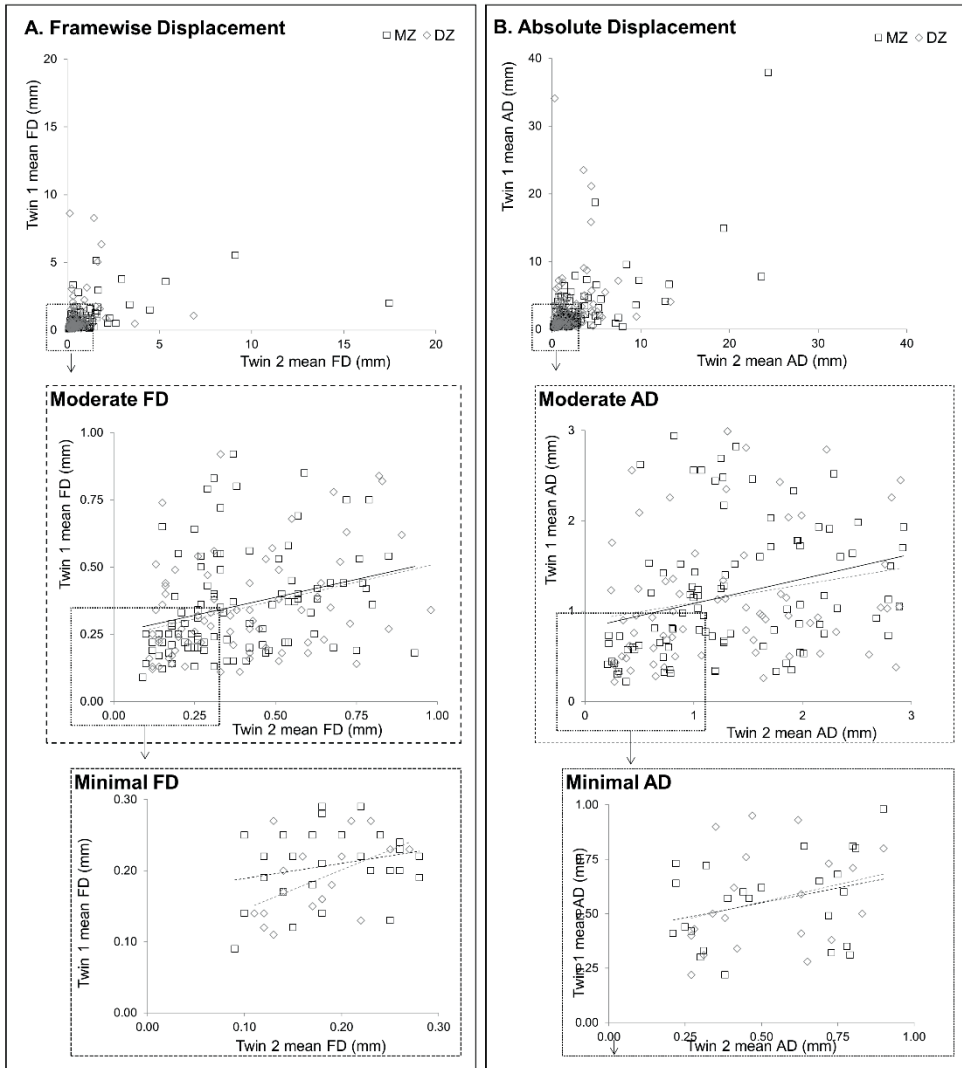 A. Framewise Displacement
MZ DZ
20
15
10
5
0
0 5 10 15 20
Twin 1 mean FD (mm)
Twin 2 mean FD (mm)
Moderate FD
1.00
0.75
0.50
0.25
0.00
0.00 0.25 0.50 0.75 1.00
Twin 1 mean FD (mm)
Twin 2 mean FD (mm)
Minimal FD
0.30
0.20
0.10
0.00
0.00 0.10 0.20 0.30
Twin 1 mean FD (mm)
Twin 2 mean FD (mm)
B. Absolute Displacement
MZ DZ
40
30
20
10
0
0 10 20 30 40
Twin 1 mean AD (mm)
Twin 2 mean AD (mm)
Moderate AD
3
2
1
0
0 1 2 3
Twin 1 mean AD (mm)
Twin 2 mean AD (mm)
Minimal AD
1.00
0.75
0.50
0.25
0.00
0.00 0.25 0.50 0.75 1.00
Twin 1 mean AD (mm)
Twin 2 mean AD (mm)